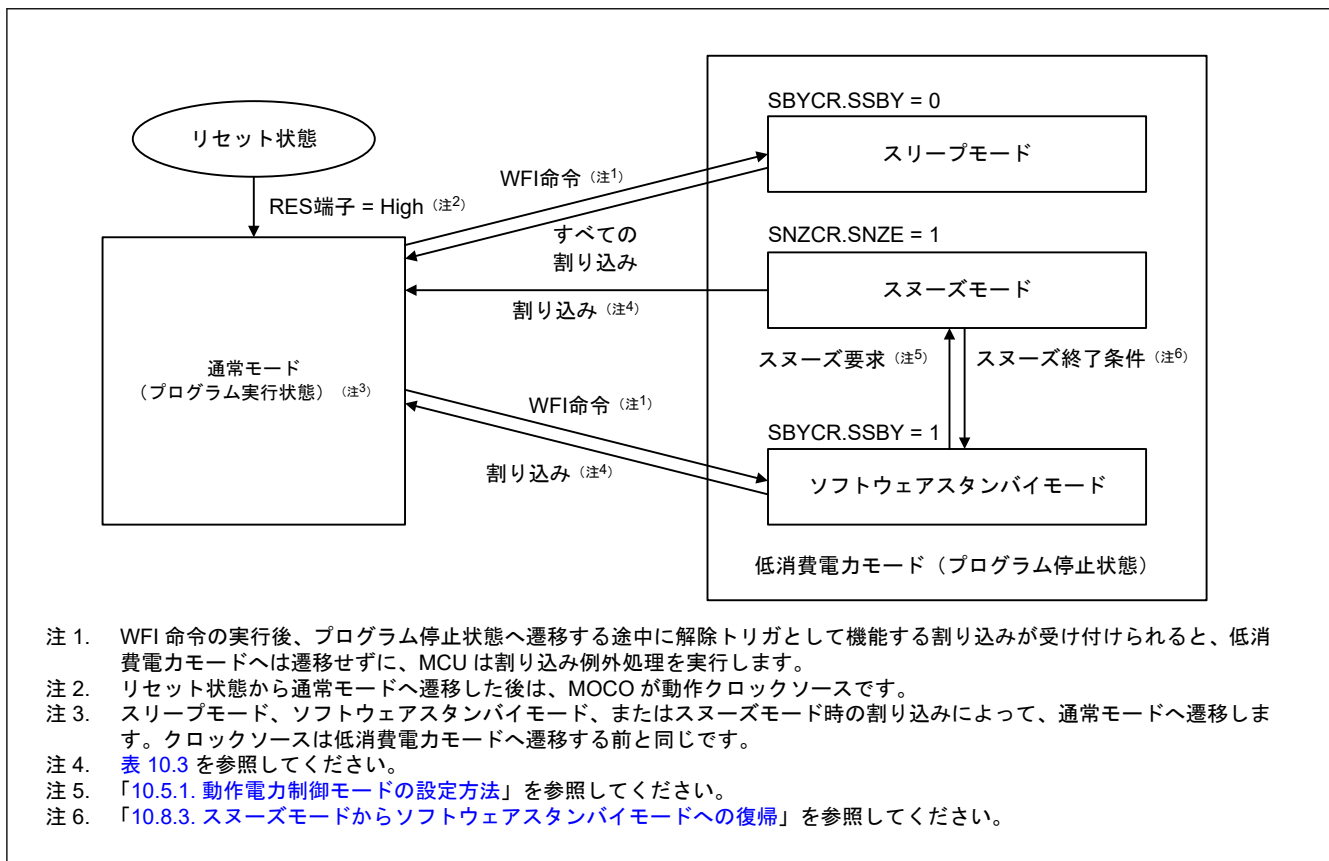 リセット状態
RES端子 = High（注2）
SBYCR.SSBY = 0
スリープモード
WFI命令（注1）
すべての
割り込み
SNZCR.SNZE = 1
スヌーズモード
割り込み（注4）
通常モード
（プログラム実行状態）（注3）
スヌーズ要求（注5）
スヌーズ終了条件（注6）
WFI命令（注1）
SBYCR.SSBY = 1
割り込み（注4）
ソフトウェアスタンバイモード
低消費電力モード（プログラム停止状態）
注 1. WFI 命令の実行後、プログラム停止状態へ遷移する途中に解除トリガとして機能する割り込みが受け付けられると、低消
費電力モードへは遷移せずに、MCU は割り込み例外処理を実行します。
注 2. リセット状態から通常モードへ遷移した後は、MOCO が動作クロックソースです。
注 3. スリープモード、ソフトウェアスタンバイモード、またはスヌーズモード時の割り込みによって、通常モードへ遷移しま
す。クロックソースは低消費電力モードへ遷移する前と同じです。
注 4. 表 10.3 を参照してください。
注 5. 「10.5.1. 動作電力制御モードの設定方法」を参照してください。
注 6. 「10.8.3. スヌーズモードからソフトウェアスタンバイモードへの復帰」を参照してください。